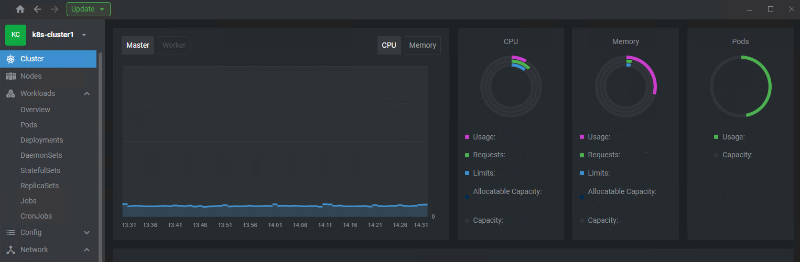 Update
KC k8s-cluster1
Cluster
Nodes
Workloads
Overview
Pods
Deployments
DaemonSets
StatefulSets
ReplicaSets
Jobs
CronJobs
Config
Network
Master Worker CPU Memory
0
13:31 13:36 13:41 13:46 13:51 13:56 14:01 14:06 14:11 14:16 14:21 14:26 14:31
CPU
Usage:
Requests:
Limits:
Allocatable Capacity:
Capacity:
Memory
Usage:
Requests:
Limits:
Allocatable Capacity:
Capacity:
Pods
Usage:
Capacity: